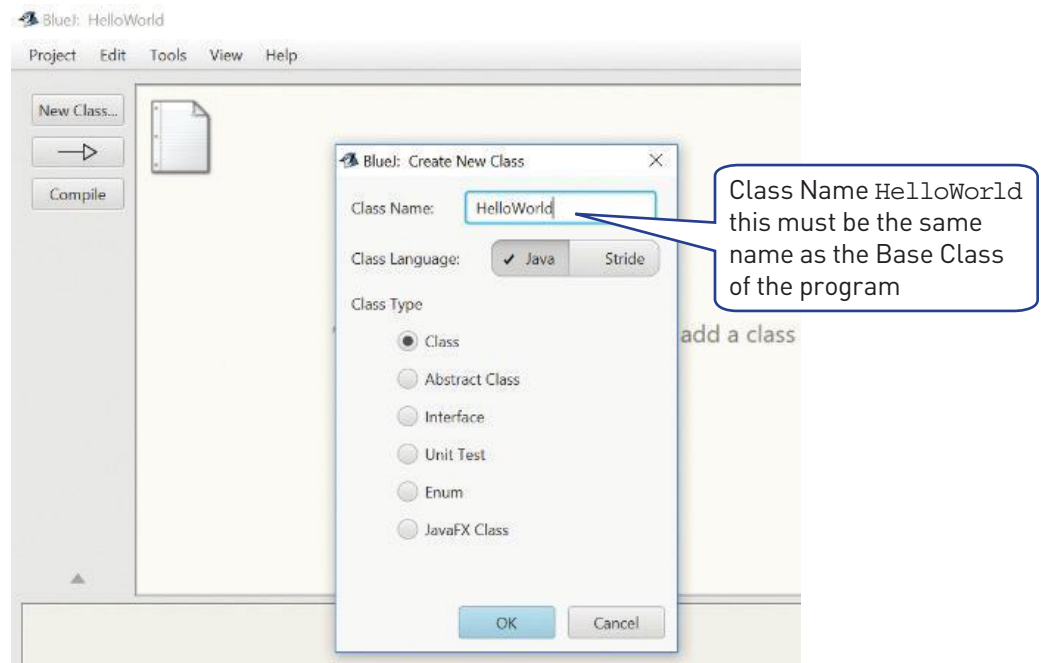 BlueJ: HelloWorld
Project Edit Tools View Help
New Class...
Compile
BlueJ: Create New Class
Class Name: HelloWorld
Class Language: Java Stride
Class Type
Class
Abstract Class
Interface
Unit Test
Enum
JavaFX Class
OK Cancel
add a class
Class Name HelloWorld
this must be the same
name as the Base Class
of the program